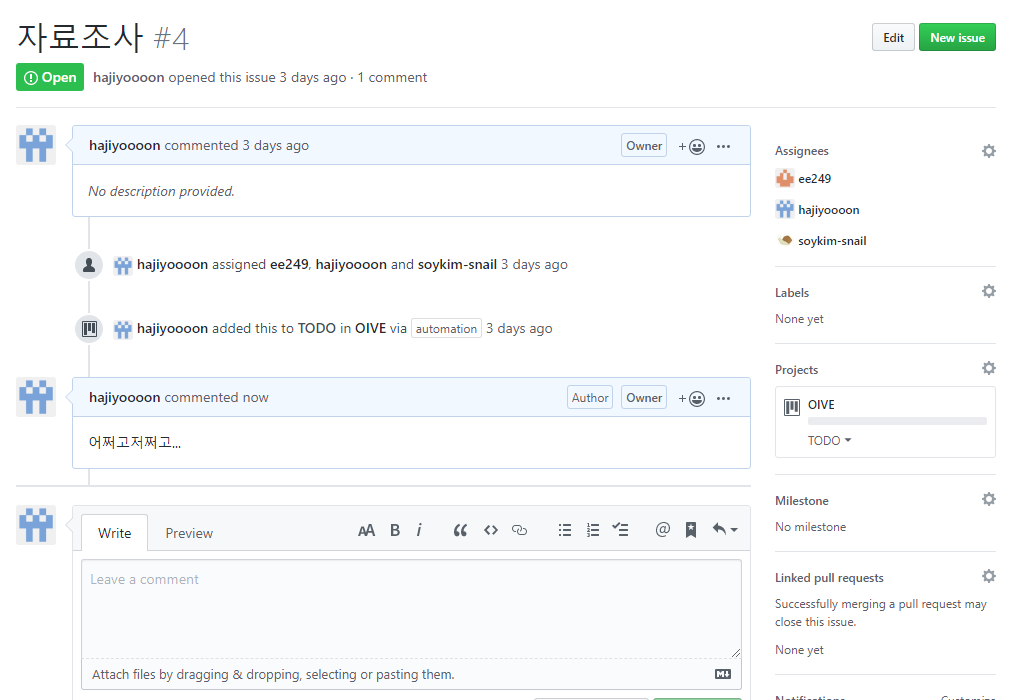 자료조사 #4
Edit
New issue
Open
hajiyoooon opened this issue 3 days ago · 1 comment
hajiyoooon commented 3 days ago
Owner
No description provided.
hajiyoooon assigned ee249, hajiyoooon and soykim-snail 3 days ago
hajiyoooon added this to TODO in OIVE via automation 3 days ago
hajiyoooon commented now
Author
Owner
어쩌고저쩌고...
Write
Preview
Leave a comment
Attach files by dragging & dropping, selecting or pasting them.
Assignees
ee249
hajiyoooon
soykim-snail
Labels
None yet
Projects
OIVE
TODO
Milestone
No milestone
Linked pull requests
Successfully merging a pull request may
close this issue.
None yet
Notifications
Customize